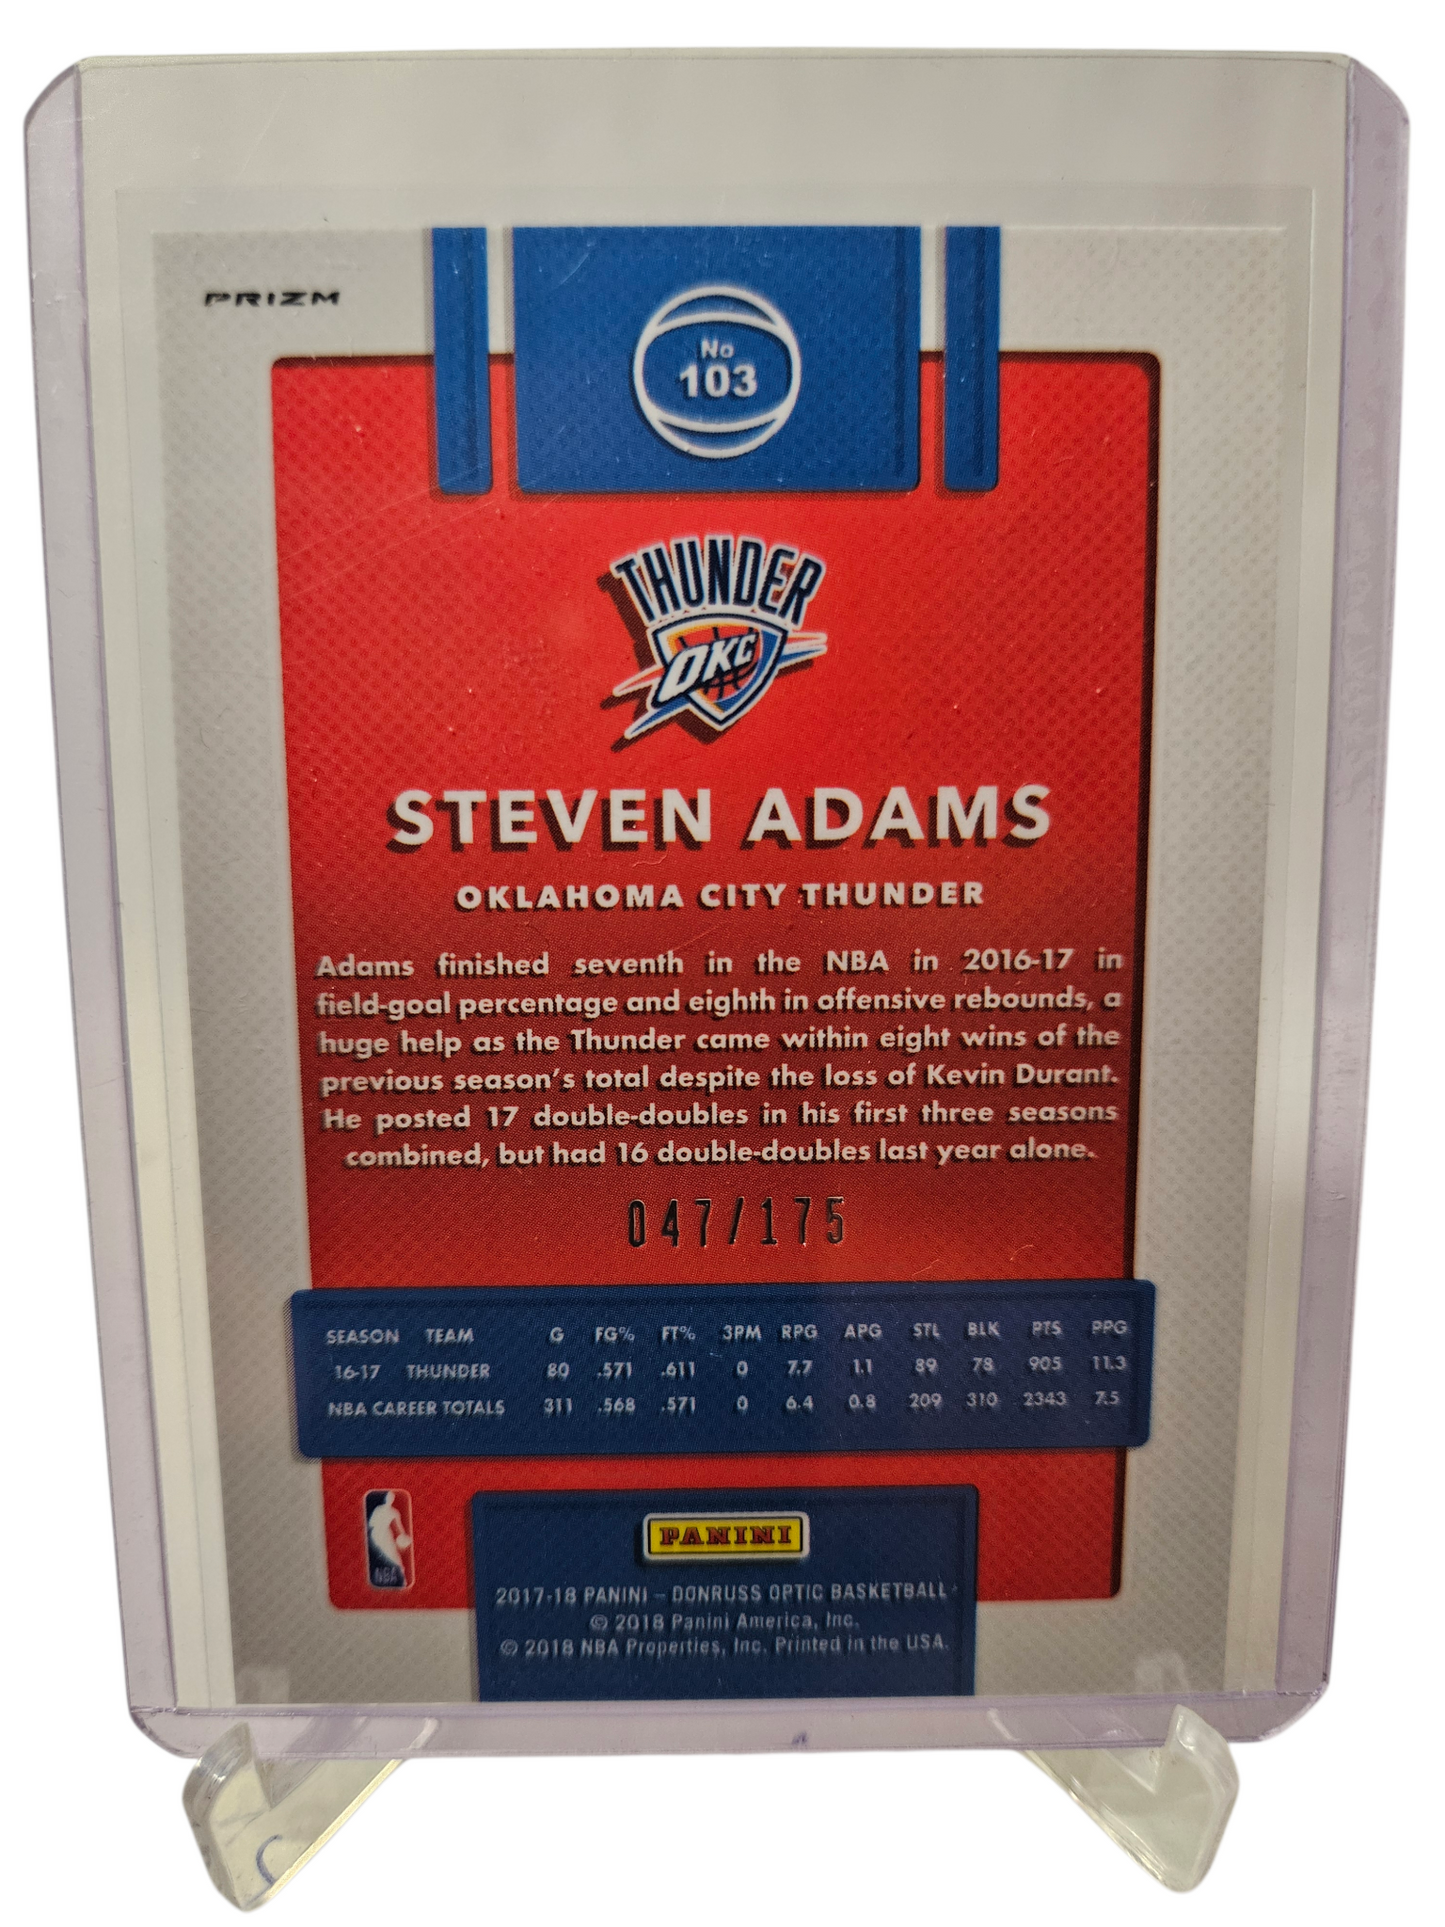 PRIZM
No
103
THUNDER
OKC
STEVEN ADAMS
OKLAHOMA CITY THUNDER
Adams finished seventh in the NBA in 2016-17 in
field-goal percentage and eighth in offensive rebounds, a
huge help as the Thunder came within eight wins of the
previous season's total despite the loss of Kevin Durant.
He posted 17 double-doubles in his first three seasons
combined, but had 16 double-doubles last year alone.
047/175
SEASON TEAM G FG% FT% 3PM RPG APG STL BLK PTS PPG
16-17 THUNDER 80 .571 .611 0 7.7 1.1 89 78 905 11.3
NBA CAREER TOTALS 311 .568 .571 0 6.4 0.8 209 310 2343 7.5
NBA
PANINI
2017-18 PANINI – DONRUSS OPTIC BASKETBALL
© 2018 Panini America, Inc.
© 2018 NBA Properties, Inc. Printed in the USA.